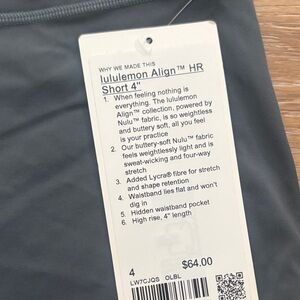 WHY WE MADE THIS
lululemon Align™ HR
Short 4"
1. When feeling nothing is
everything. The lululemon
Align™ collection, powered by
Nulu™ fabric, is so weightless
and buttery soft, all you feel
is your practice
2. Our buttery-soft Nulu™ fabric
feels weightlessly light and is
sweat-wicking and four-way
stretch
3. Added Lycra® fibre for stretch
and shape retention
4. Waistband lies flat and won't
dig in
5. Hidden waistband pocket
6. High rise, 4" length
4 $64.00
LW7CJQS OLBL